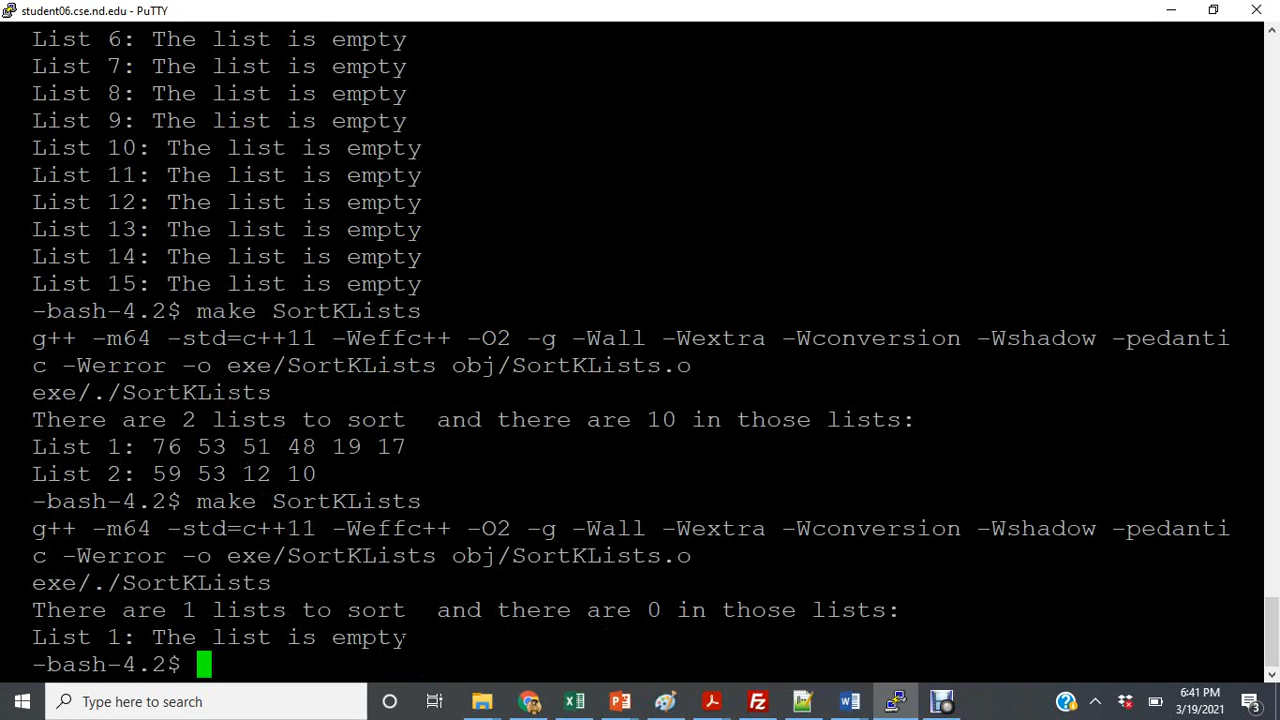 student06.cse.nd.edu - PuTTY
List 6: The list is empty
List 7: The list is empty
List 8: The list is empty
List 9: The list is empty
List 10: The list is empty
List 11: The list is empty
List 12: The list is empty
List 13: The list is empty
List 14: The list is empty
List 15: The list is empty
-bash-4.2$ make SortKLists
g++ -m64 -std=c++11 -Weffc++ -O2 -g -Wall -Wextra -Wconversion -Wshadow -pedanti
c -Werror -o exe/SortKLists obj/SortKLists.o
exe/./SortKLists
There are 2 lists to sort  and there are 10 in those lists:
List 1: 76 53 51 48 19 17
List 2: 59 53 12 10
-bash-4.2$ make SortKLists
g++ -m64 -std=c++11 -Weffc++ -O2 -g -Wall -Wextra -Wconversion -Wshadow -pedanti
c -Werror -o exe/SortKLists obj/SortKLists.o
exe/./SortKLists
There are 1 lists to sort  and there are 0 in those lists:
List 1: The list is empty
-bash-4.2$
Type here to search
6:41 PM
3/19/2021
3